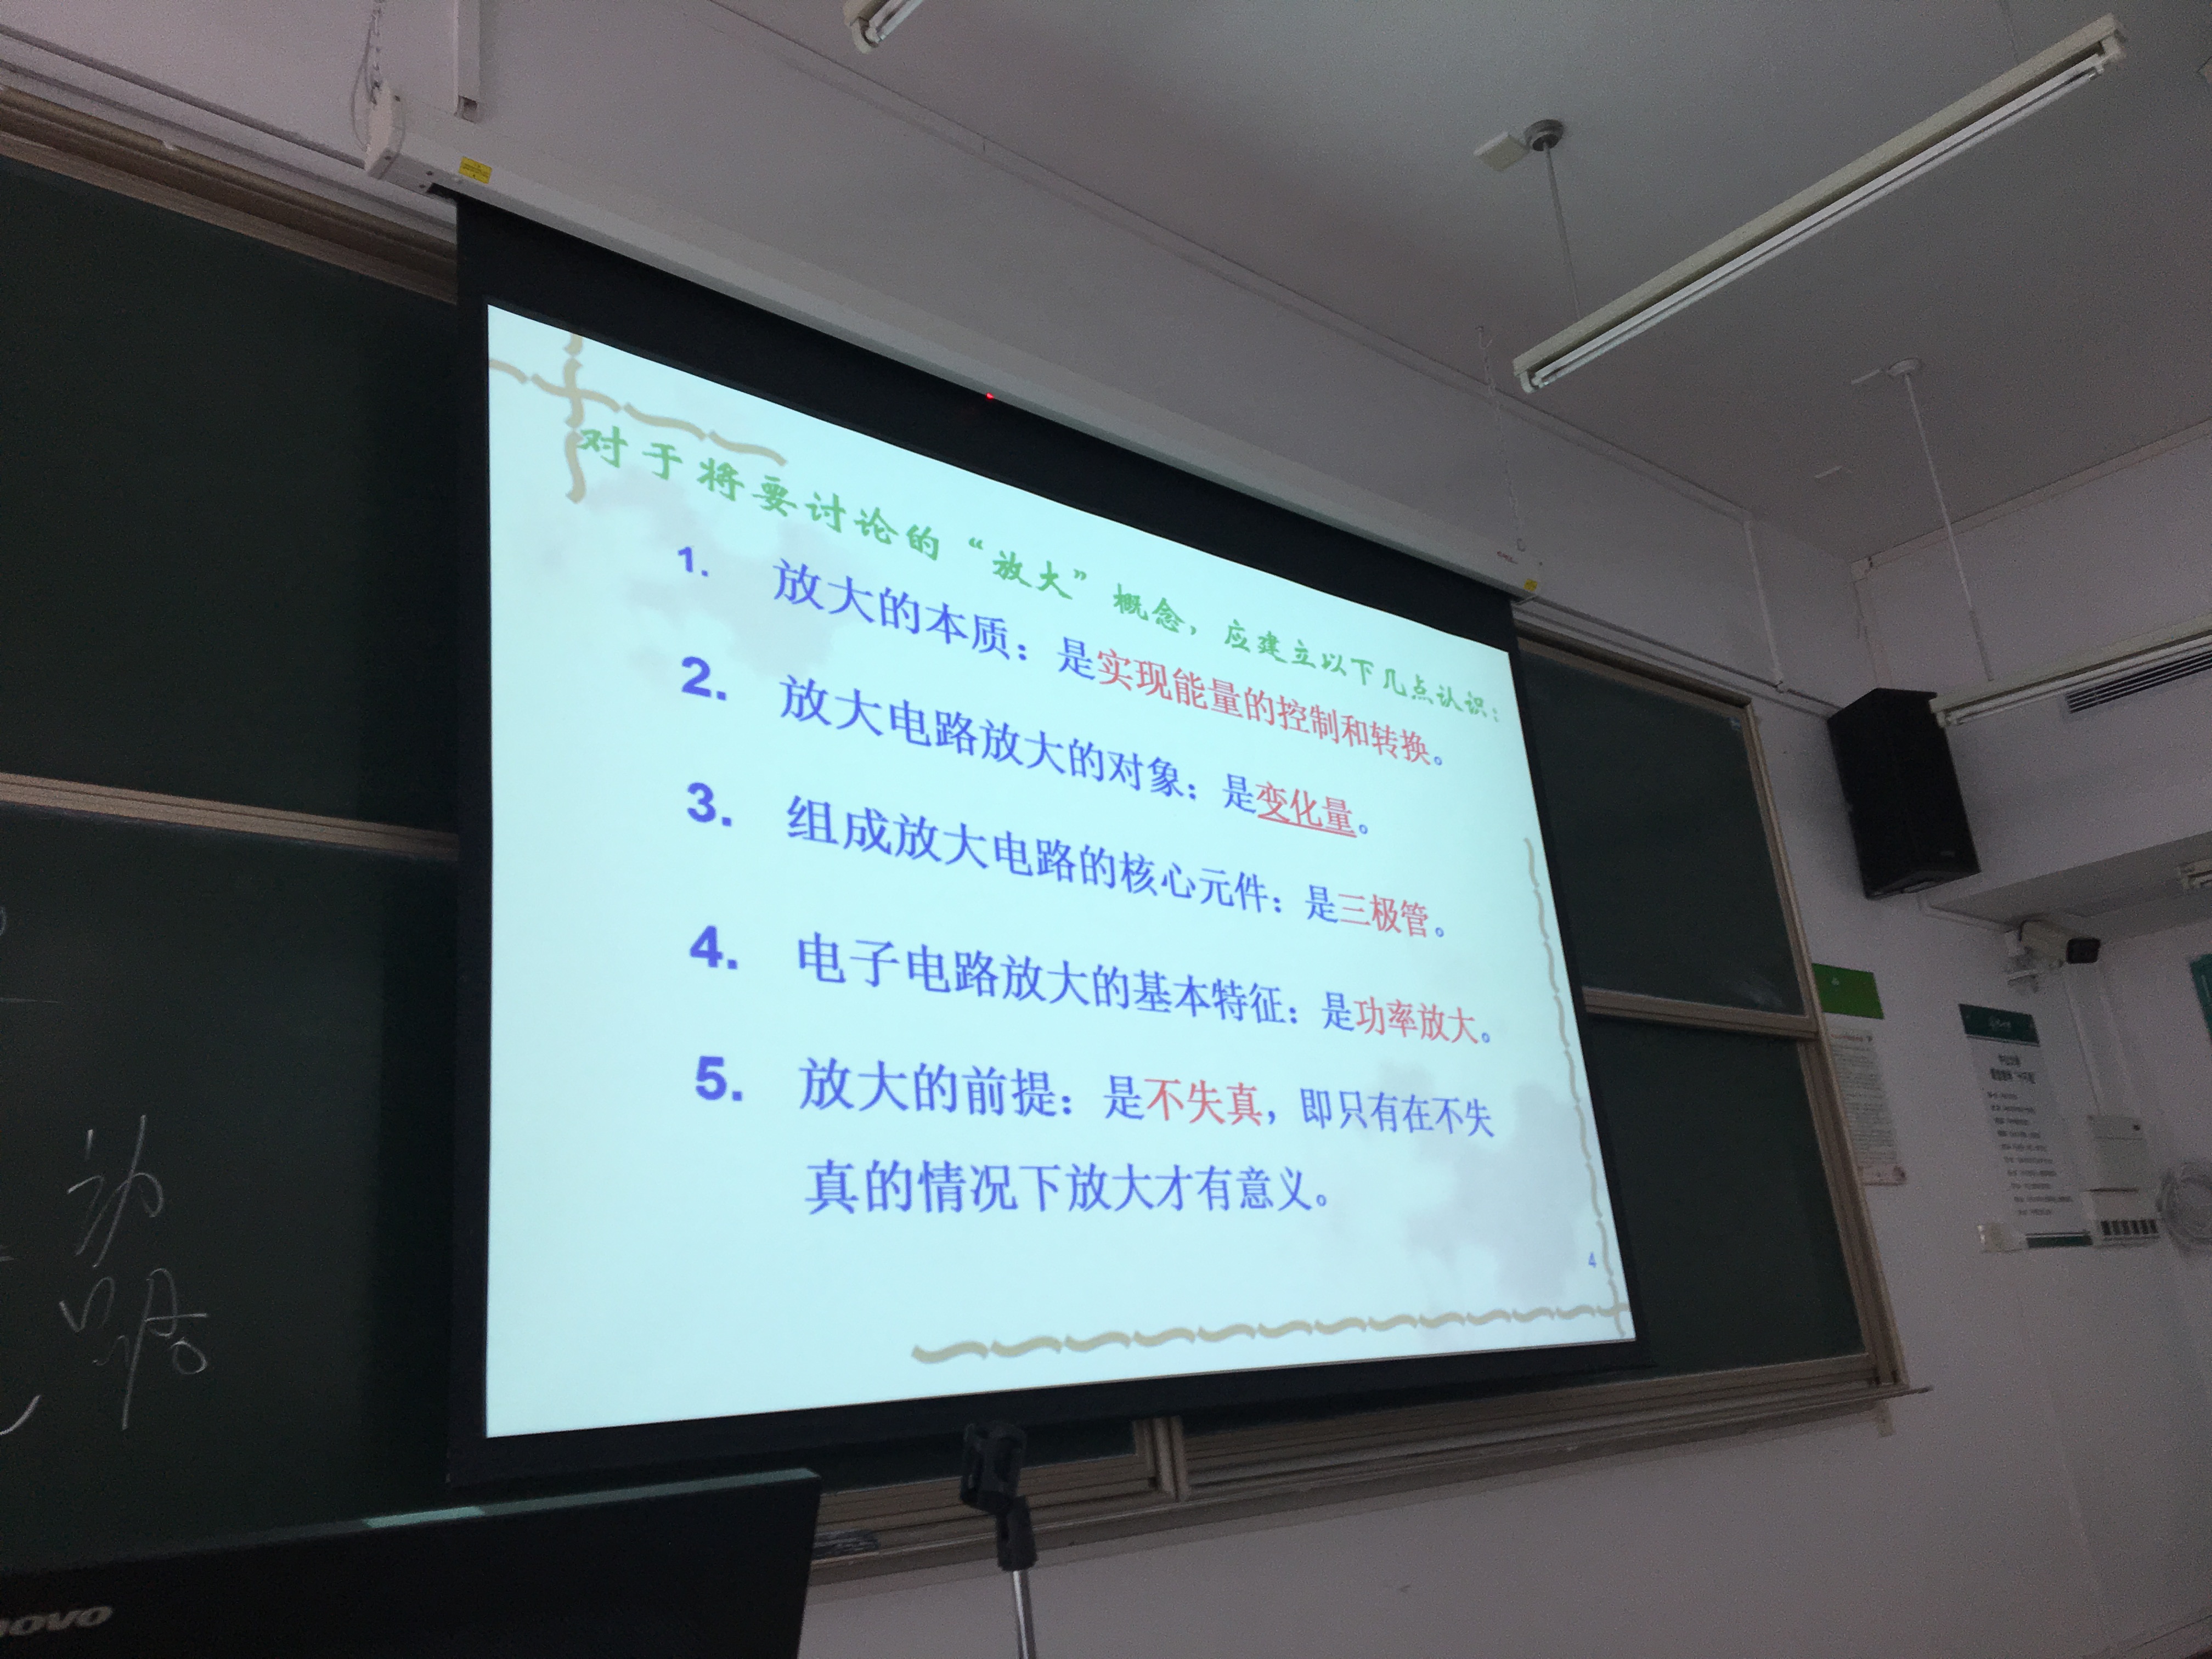 对于将要讨论的“放大”概念，应建立以下几点认识：
1. 放大的本质：是实现能量的控制和转换。
2. 放大电路放大的对象：是变化量。
3. 组成放大电路的核心元件：是三极管。
4. 电子电路放大的基本特征：是功率放大。
5. 放大的前提：是不失真，即只有在不失
真的情况下放大才有意义。
4